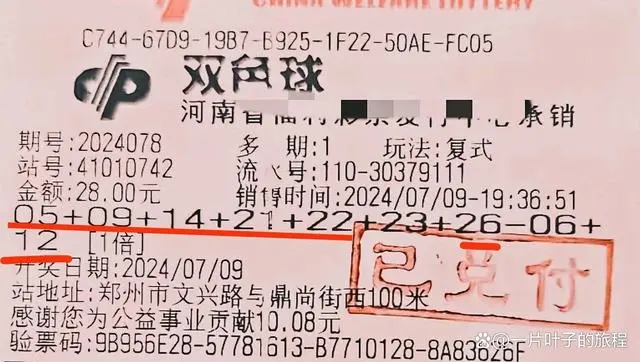 CHINA WELFARE LOTTERY
C744-67D9-19B7-B925-1F22-50AE-FC05
双色球
河南省福利彩票发行中心承销
期号:2024078 多 期:1 玩法:复式
站号:41010742 流水号:110-30379111
金额:28.00元 销售时间:2024/07/09-19:36:51
05+09+14+21+22+23+26-06+
12 [1倍]
开奖日期:2024/07/09
已兑付
站地址:郑州市文兴路与鼎尚街西100米
感谢您为公益事业贡献10.08元
验票码:9B956E28-57781613-B7710128-8A83626
一片叶子的旅程